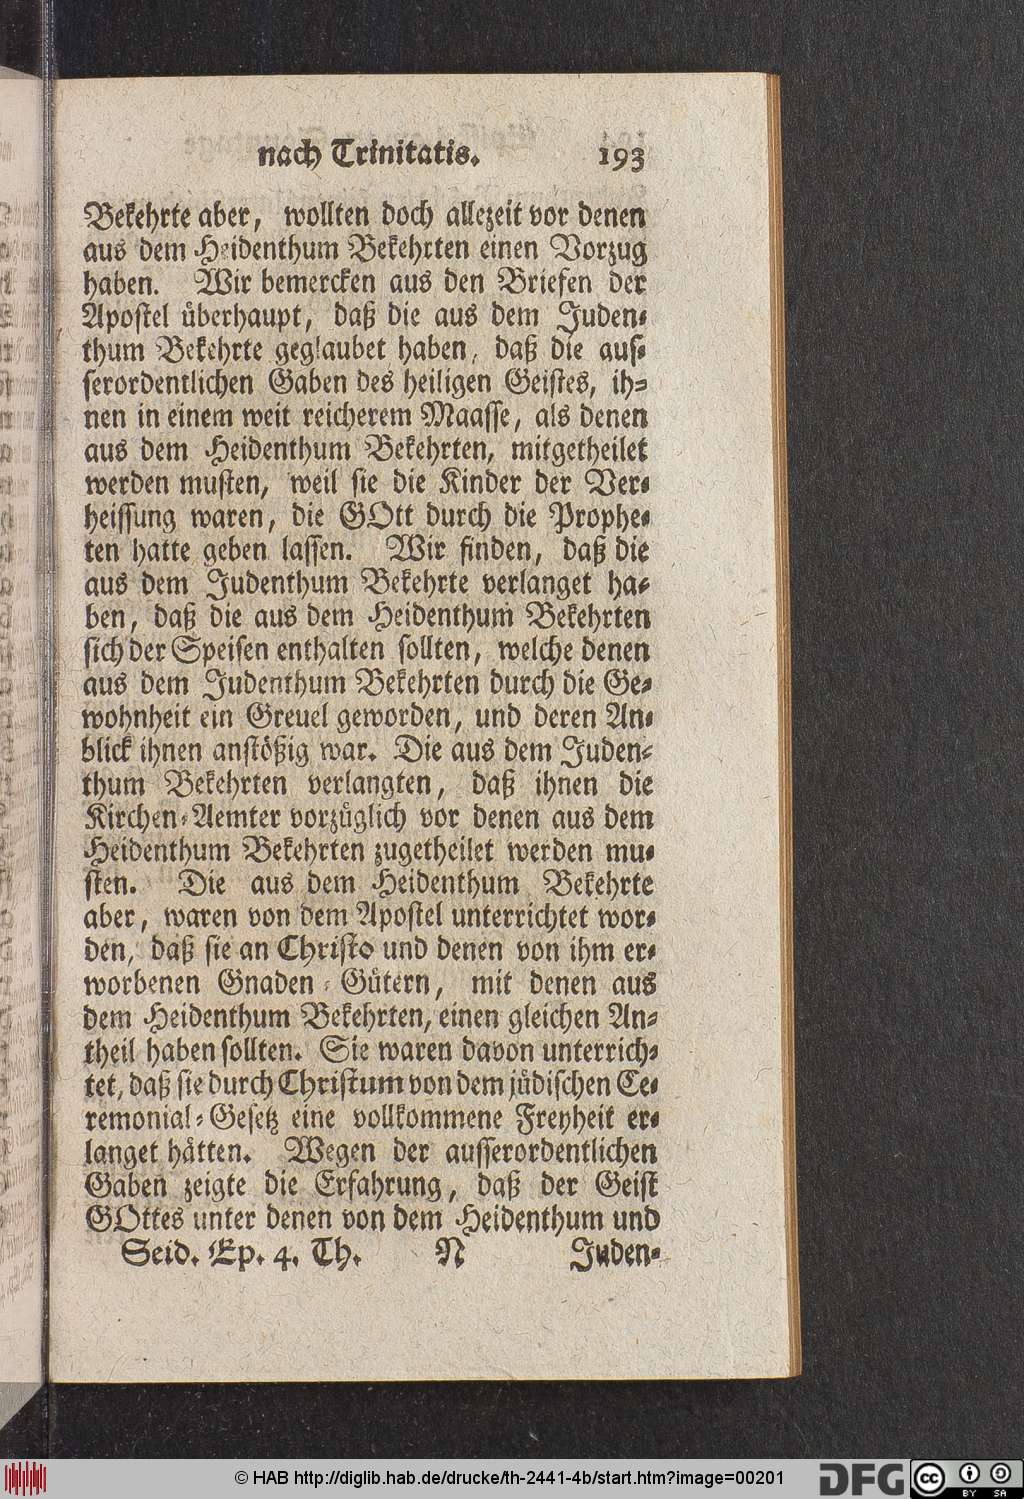 nach Trinitatis. 193
Bekehrte aber, wollten doch allezeit vor denen
aus dem Heidenthum Bekehrten einen Vorzug
haben. Wir bemercken aus den Briefen der
Apostel überhaupt, daß die aus dem Juden-
thum Bekehrte geglaubet haben, daß die aus-
serordentlichen Gaben des heiligen Geistes, ih-
nen in einem weit reicherem Maasse, als denen
aus dem Heidenthum Bekehrten, mitgetheilet
werden musten, weil sie die Kinder der Ver-
heissung waren, die GOtt durch die Prophe-
ten hatte geben lassen. Wir finden, daß die
aus dem Judenthum Bekehrte verlanget ha-
ben, daß die aus dem Heidenthum Bekehrten
sich der Speisen enthalten sollten, welche denen
aus dem Judenthum Bekehrten durch die Ge-
wohnheit ein Greuel geworden, und deren An-
blick ihnen anstößig war. Die aus dem Juden-
thum Bekehrten verlangten, daß ihnen die
Kirchen-Aemter vorzüglich vor denen aus dem
Heidenthum Bekehrten zugetheilet werden mu-
sten. Die aus dem Heidenthum Bekehrte
aber, waren von dem Apostel unterrichtet wor-
den, daß sie an Christo und denen von ihm er-
worbenen Gnaden-Gütern, mit denen aus
dem Heidenthum Bekehrten, einen gleichen An-
theil haben sollten. Sie waren davon unterrich-
tet, daß sie durch Christum von dem jüdischen Ce-
remonial-Gesetz eine vollkommene Freyheit er-
langet hätten. Wegen der ausserordentlichen
Gaben zeigte die Erfahrung, daß der Geist
GOttes unter denen von dem Heidenthum und
Seid. Ep. 4. Th. N Juden-
© HAB http://diglib.hab.de/drucke/th-2441-4b/start.htm?image=00201
DFG cc BY SA